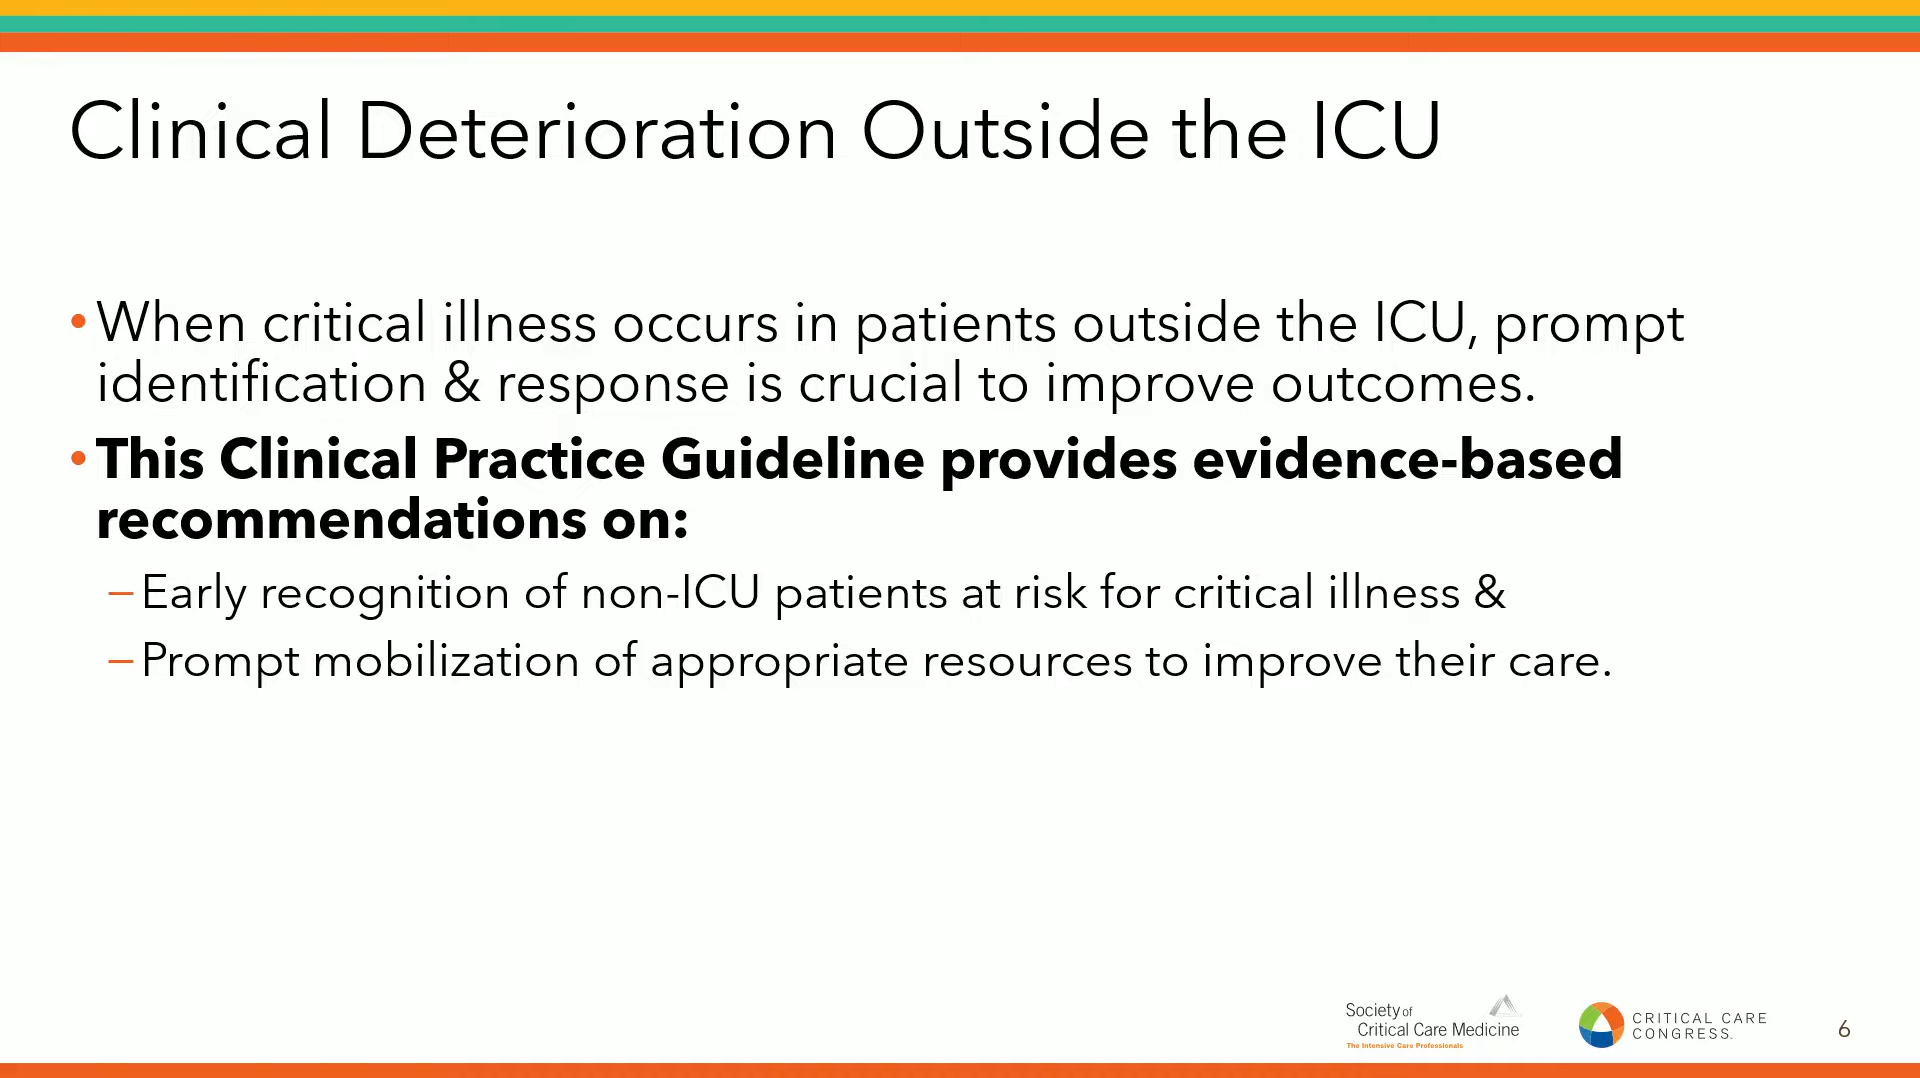 Clinical Deterioration Outside the ICU
• When critical illness occurs in patients outside the ICU, prompt
identification & response is crucial to improve outcomes.
• This Clinical Practice Guideline provides evidence-based
recommendations on:
– Early recognition of non-ICU patients at risk for critical illness &
– Prompt mobilization of appropriate resources to improve their care.
Society of
Critical Care Medicine
The Intensive Care Professionals
CRITICAL CARE
CONGRESS.
6